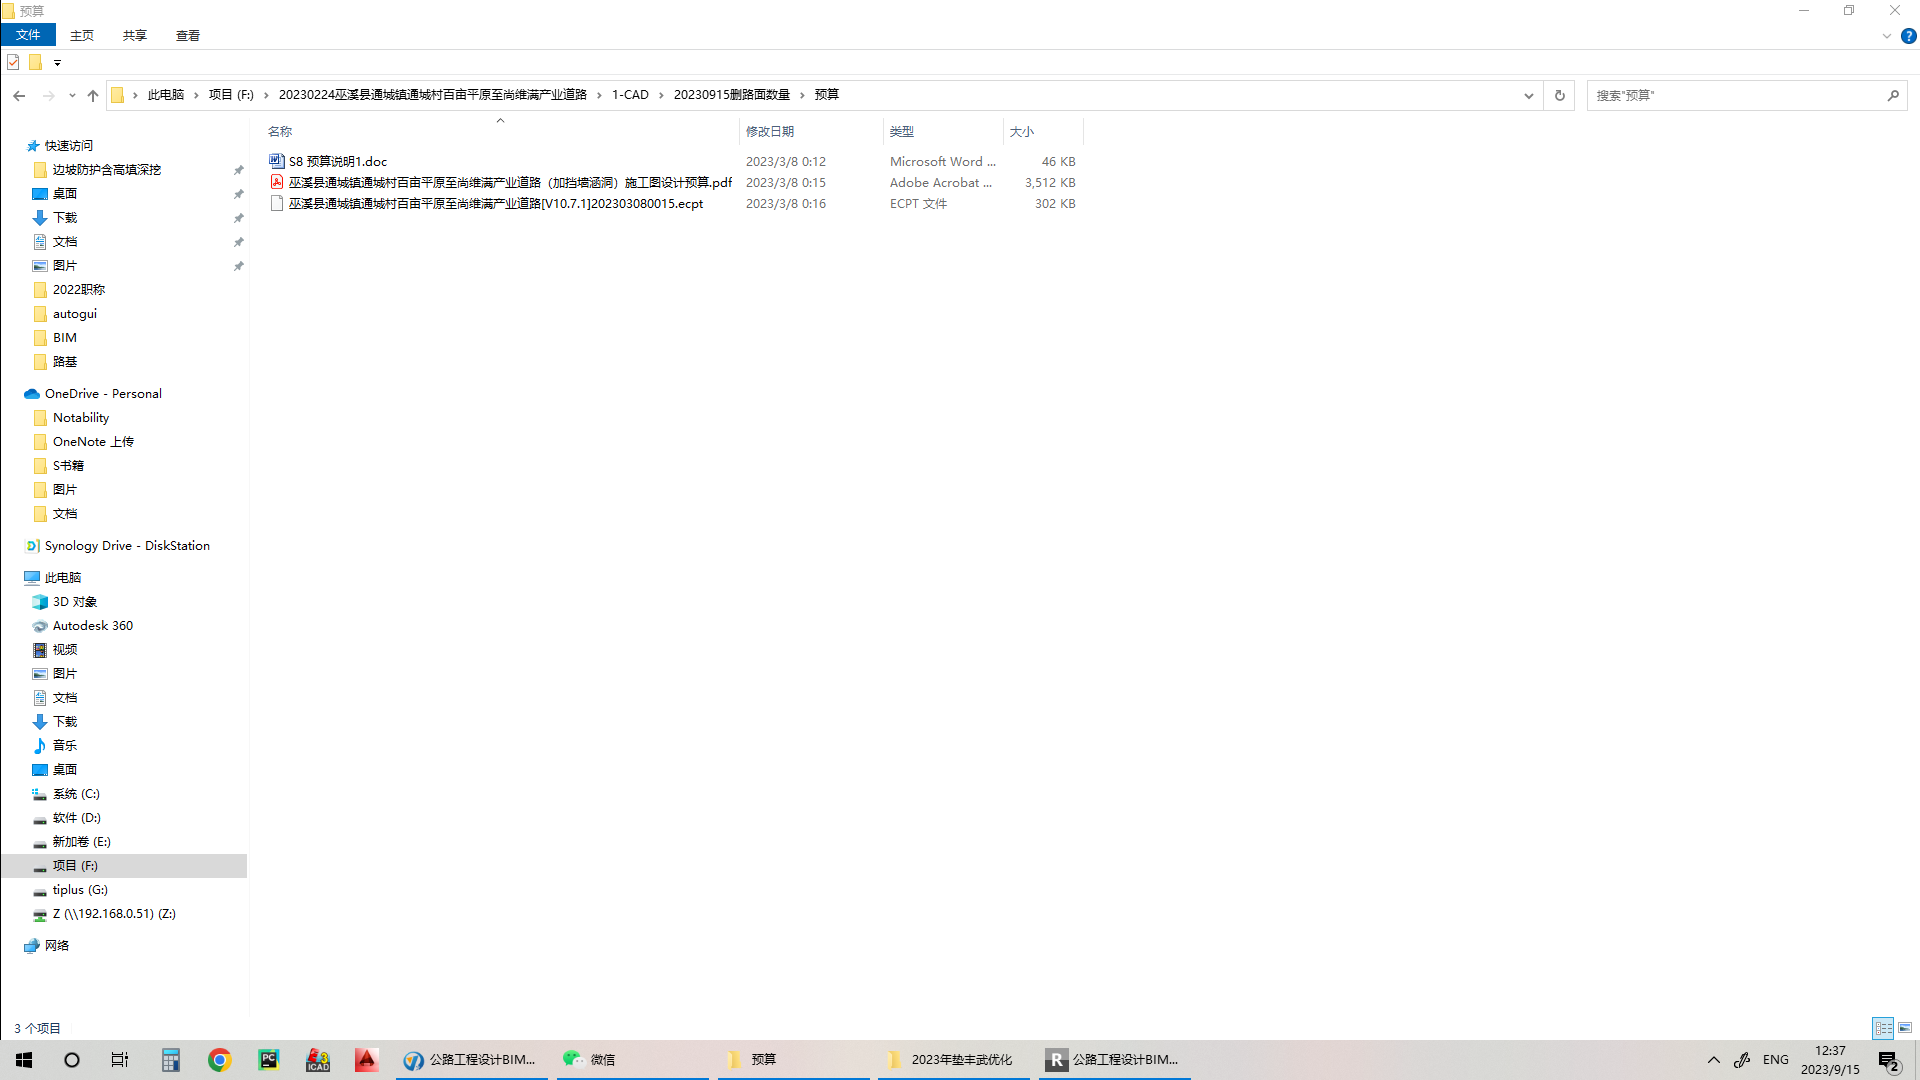 预算
文件 主页 共享 查看
此电脑 项目 (F:) 20230224巫溪县通城镇通城村百亩平原至尚维满产业道路 1-CAD 20230915删路面数量 预算
搜索"预算"
名称 修改日期 类型 大小
S8 预算说明1.doc 2023/3/8 0:12 Microsoft Word ... 46 KB
巫溪县通城镇通城村百亩平原至尚维满产业道路（加挡墙涵洞）施工图设计预算.pdf 2023/3/8 0:15 Adobe Acrobat ... 3,512 KB
巫溪县通城镇通城村百亩平原至尚维满产业道路[V10.7.1]202303080015.ecpt 2023/3/8 0:16 ECPT 文件 302 KB
快速访问
边坡防护含高填深挖
桌面
下载
文档
图片
2022职称
autogui
BIM
路基
OneDrive - Personal
Notability
OneNote 上传
S书籍
图片
文档
Synology Drive - DiskStation
此电脑
3D 对象
Autodesk 360
视频
图片
文档
下载
音乐
桌面
系统 (C:)
软件 (D:)
新加卷 (E:)
项目 (F:)
tiplus (G:)
Z (\\192.168.0.51) (Z:)
网络
3 个项目
公路工程设计BIM... 微信 预算 2023年垫丰武优化 公路工程设计BIM... ENG 12:37
2023/9/15 2